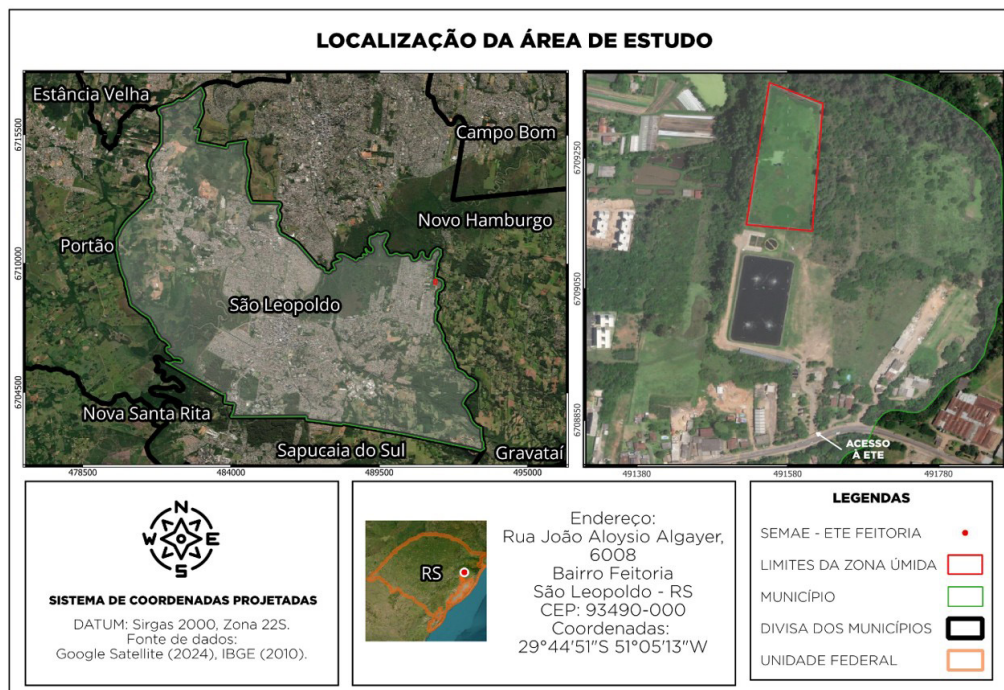 LOCALIZAÇÃO DA ÁREA DE ESTUDO
Estância Velha
Campo Bom
Novo Hamburgo
Portão
São Leopoldo
Nova Santa Rita
Sapucaia do Sul
Gravataí
6715500
6710000
6704500
478500
484000
489500
495000
6709250
6709050
6708850
491380
491580
491780
ACESSO
À ETE
N
W
E
S
SISTEMA DE COORDENADAS PROJETADAS
DATUM: Sirgas 2000, Zona 22S.
Fonte de dados:
Google Satellite (2024), IBGE (2010).
RS
Endereço:
Rua João Aloysio Algayer,
6008
Bairro Feitoria
São Leopoldo - RS
CEP: 93490-000
Coordenadas:
29°44'51"S 51°05'13"W
LEGENDAS
SEMAE - ETE FEITORIA
LIMITES DA ZONA ÚMIDA
MUNICÍPIO
DIVISA DOS MUNICÍPIOS
UNIDADE FEDERAL